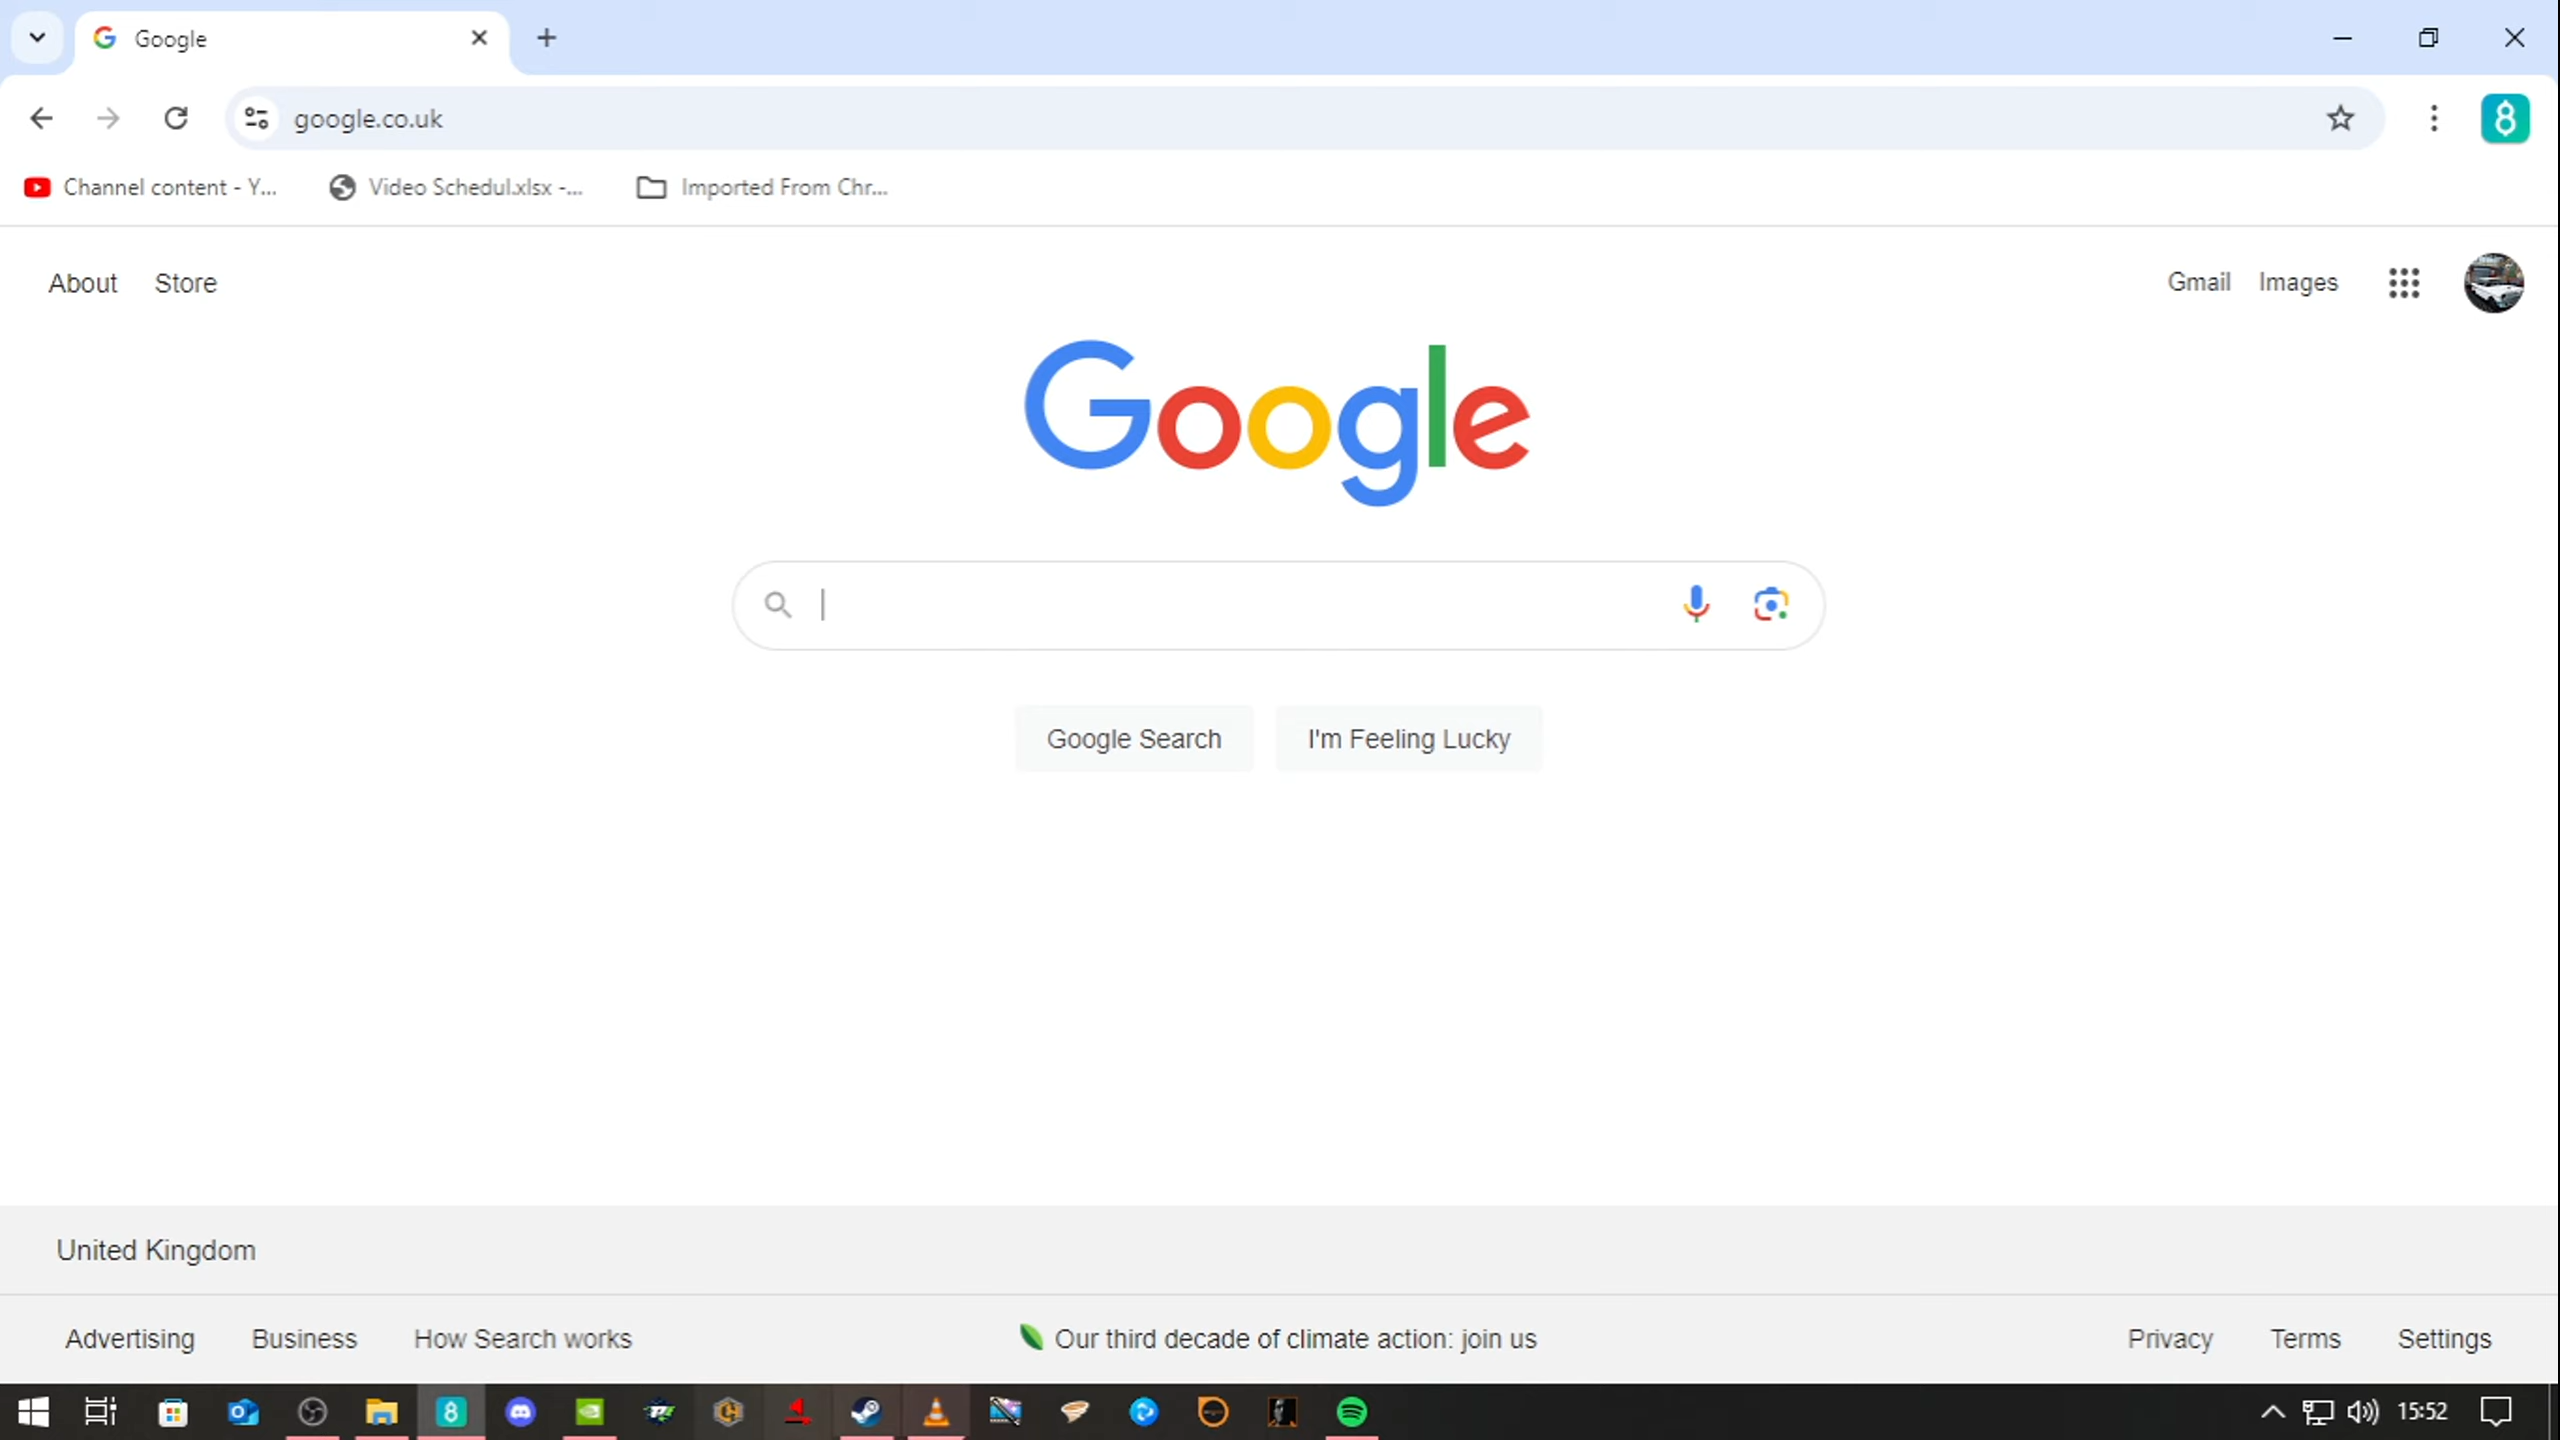 Google
google.co.uk
Channel content - Y...
Video Schedul.xlsx -...
Imported From Chr...
About
Store
Gmail
Images
Google
Google Search
I'm Feeling Lucky
United Kingdom
Advertising
Business
How Search works
Our third decade of climate action: join us
Privacy
Terms
Settings
15:52